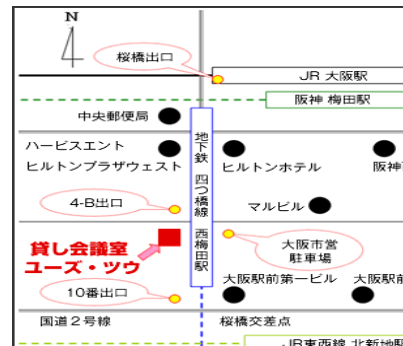 N
桜橋出口
JR 大阪駅
阪神 梅田駅
中央郵便局
地下鉄 四つ橋線 西梅田駅
ハービスエント
ヒルトンプラザウェスト
ヒルトンホテル
阪神
4-B出口
マルビル
貸し会議室
ユーズ・ツウ
大阪市営
駐車場
10番出口
大阪駅前第一ビル
大阪駅前
国道2号線
桜橋交差点
JR東西線 北新地駅